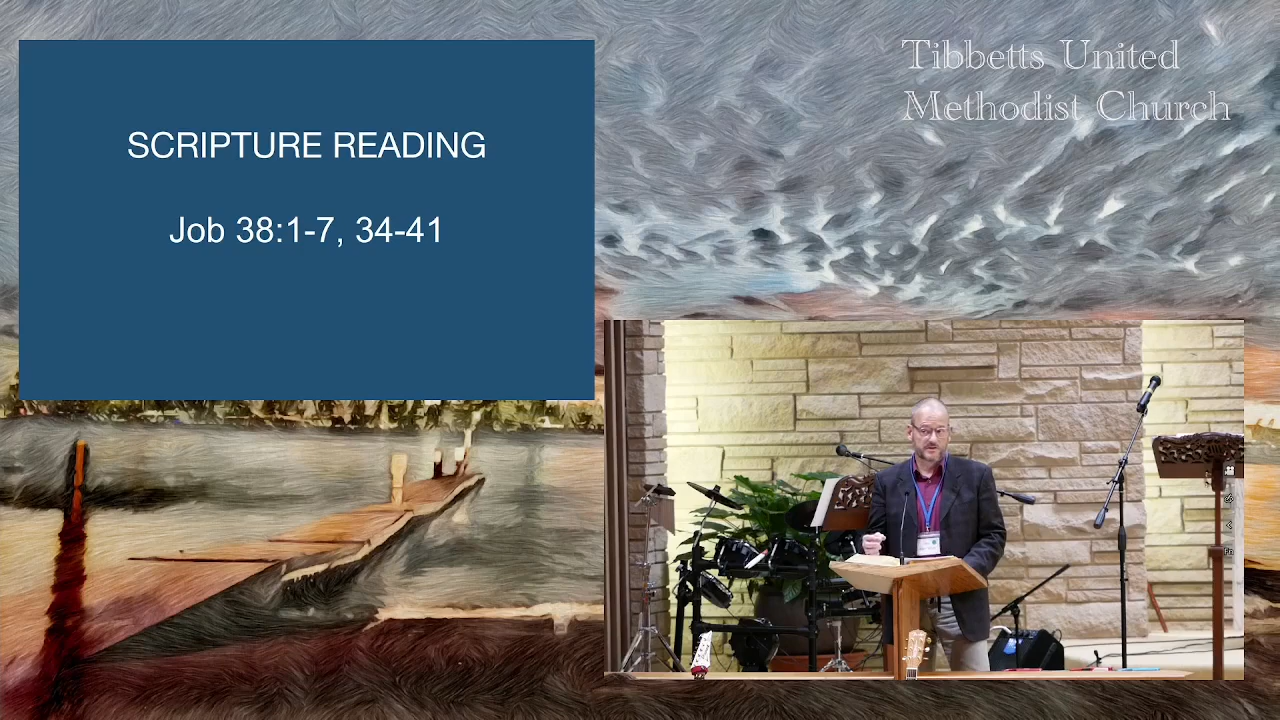 SCRIPTURE READING
Job 38:1-7, 34-41
Tibbetts United
Methodist Church